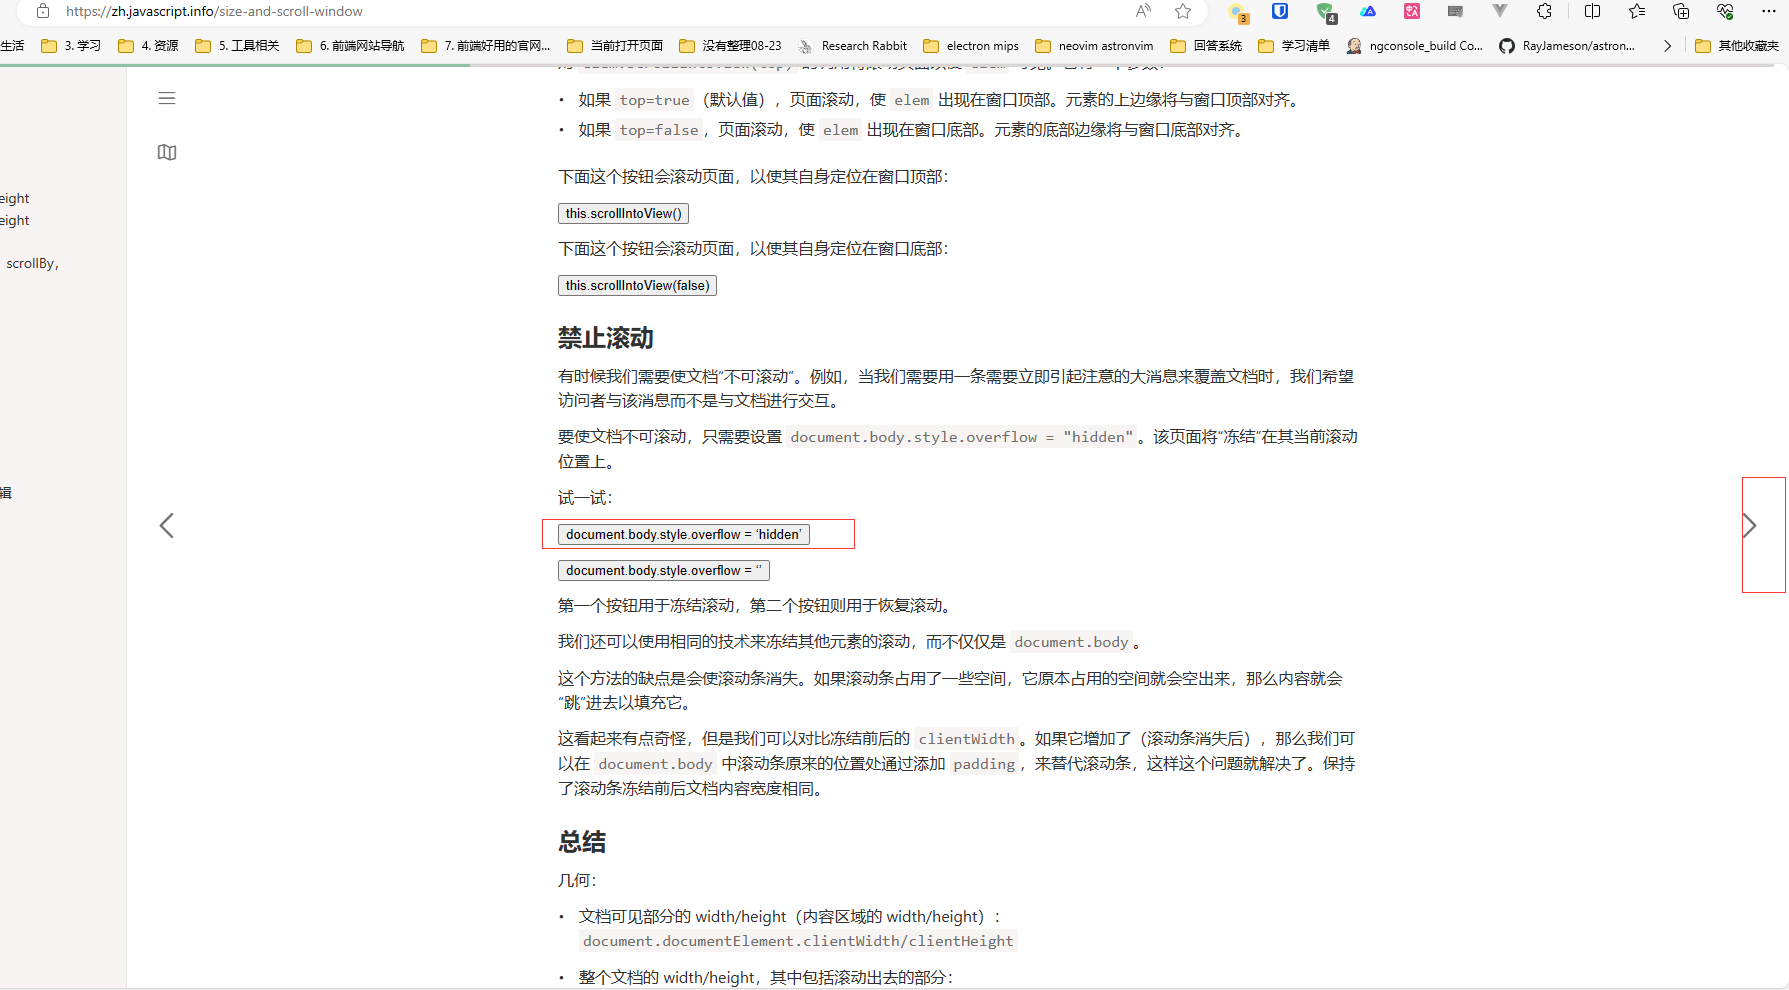 https://zh.javascript.info/size-and-scroll-window
3
4
生活 3. 学习 4. 资源 5. 工具相关 6. 前端网站导航 7. 前端好用的官网... 当前打开页面 没有整理08-23 Research Rabbit electron mips neovim astronvim 回答系统 学习清单 ngconsole_build Co... RayJameson/astron... 其他收藏夹
eight
eight
scrollBy,
辑
• 如果 top=true（默认值），页面滚动，使 elem 出现在窗口顶部。元素的上边缘将与窗口顶部对齐。
• 如果 top=false，页面滚动，使 elem 出现在窗口底部。元素的底部边缘将与窗口底部对齐。
下面这个按钮会滚动页面，以使其自身定位在窗口顶部：
this.scrollIntoView()
下面这个按钮会滚动页面，以使其自身定位在窗口底部：
this.scrollIntoView(false)
禁止滚动
有时候我们需要使文档“不可滚动”。例如，当我们需要用一条需要立即引起注意的大消息来覆盖文档时，我们希望
访问者与该消息而不是与文档进行交互。
要使文档不可滚动，只需要设置 document.body.style.overflow = "hidden"。该页面将“冻结”在其当前滚动
位置上。
试一试：
document.body.style.overflow = ‘hidden’
document.body.style.overflow = ‘’
第一个按钮用于冻结滚动，第二个按钮则用于恢复滚动。
我们还可以使用相同的技术来冻结其他元素的滚动，而不仅仅是 document.body。
这个方法的缺点是会使滚动条消失。如果滚动条占用了一些空间，它原本占用的空间就会空出来，那么内容就会
“跳”进去以填充它。
这看起来有点奇怪，但是我们可以对比冻结前后的 clientWidth。如果它增加了（滚动条消失后），那么我们可
以在 document.body 中滚动条原来的位置处通过添加 padding，来替代滚动条，这样这个问题就解决了。保持
了滚动条冻结前后文档内容宽度相同。
总结
几何：
• 文档可见部分的 width/height（内容区域的 width/height）：
document.documentElement.clientWidth/clientHeight
• 整个文档的 width/height，其中包括滚动出去的部分：